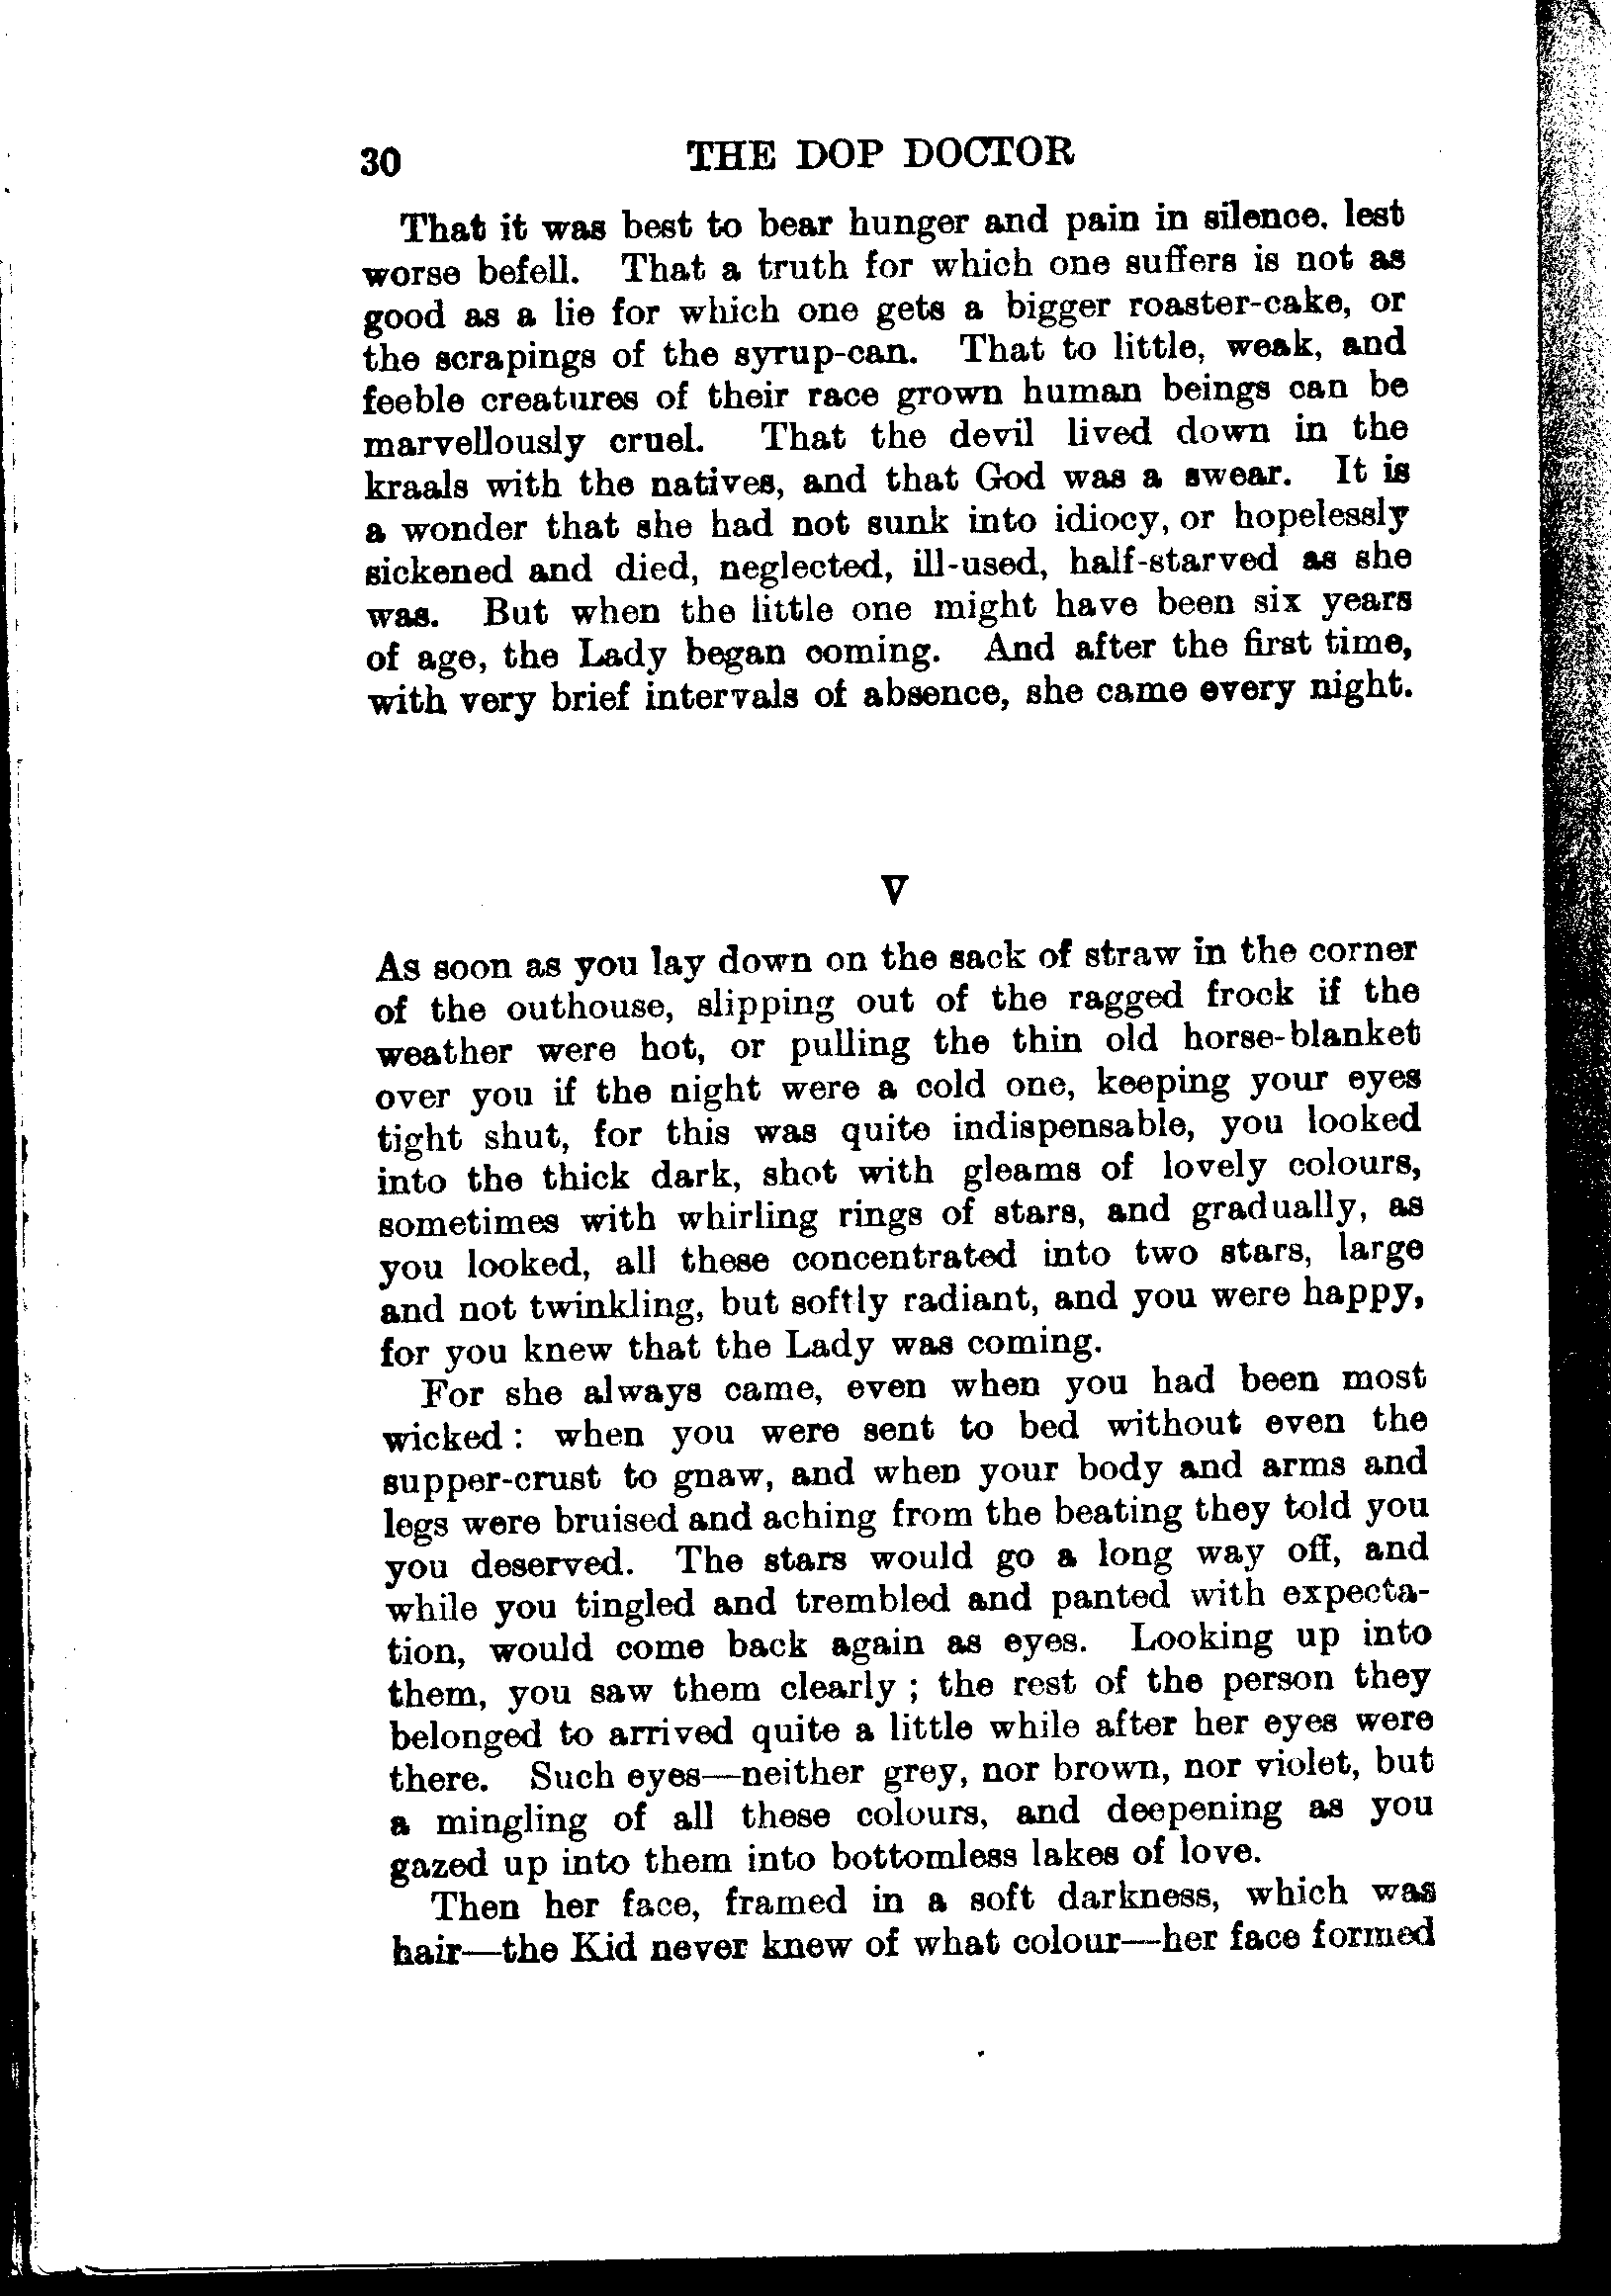 30 THE DOP DOCTOR
That it was best to bear hunger and pain in silence, lest
worse befell. That a truth for which one suffers is not as
good as a lie for which one gets a bigger roaster-cake, or
the scrapings of the syrup-can. That to little, weak, and
feeble creatures of their race grown human beings can be
marvellously cruel. That the devil lived down in the
kraals with the natives, and that God was a swear. It is
a wonder that she had not sunk into idiocy, or hopelessly
sickened and died, neglected, ill-used, half-starved as she
was. But when the little one might have been six years
of age, the Lady began coming. And after the first time,
with very brief intervals of absence, she came every night.
V
As soon as you lay down on the sack of straw in the corner
of the outhouse, slipping out of the ragged frock if the
weather were hot, or pulling the thin old horse-blanket
over you if the night were a cold one, keeping your eyes
tight shut, for this was quite indispensable, you looked
into the thick dark, shot with gleams of lovely colours,
sometimes with whirling rings of stars, and gradually, as
you looked, all these concentrated into two stars, large
and not twinkling, but softly radiant, and you were happy,
for you knew that the Lady was coming.
For she always came, even when you had been most
wicked : when you were sent to bed without even the
supper-crust to gnaw, and when your body and arms and
legs were bruised and aching from the beating they told you
you deserved. The stars would go a long way off, and
while you tingled and trembled and panted with expecta-
tion, would come back again as eyes. Looking up into
them, you saw them clearly ; the rest of the person they
belonged to arrived quite a little while after her eyes were
there. Such eyes—neither grey, nor brown, nor violet, but
a mingling of all these colours, and deepening as you
gazed up into them into bottomless lakes of love.
Then her face, framed in a soft darkness, which was
hair—the Kid never knew of what colour—her face formed